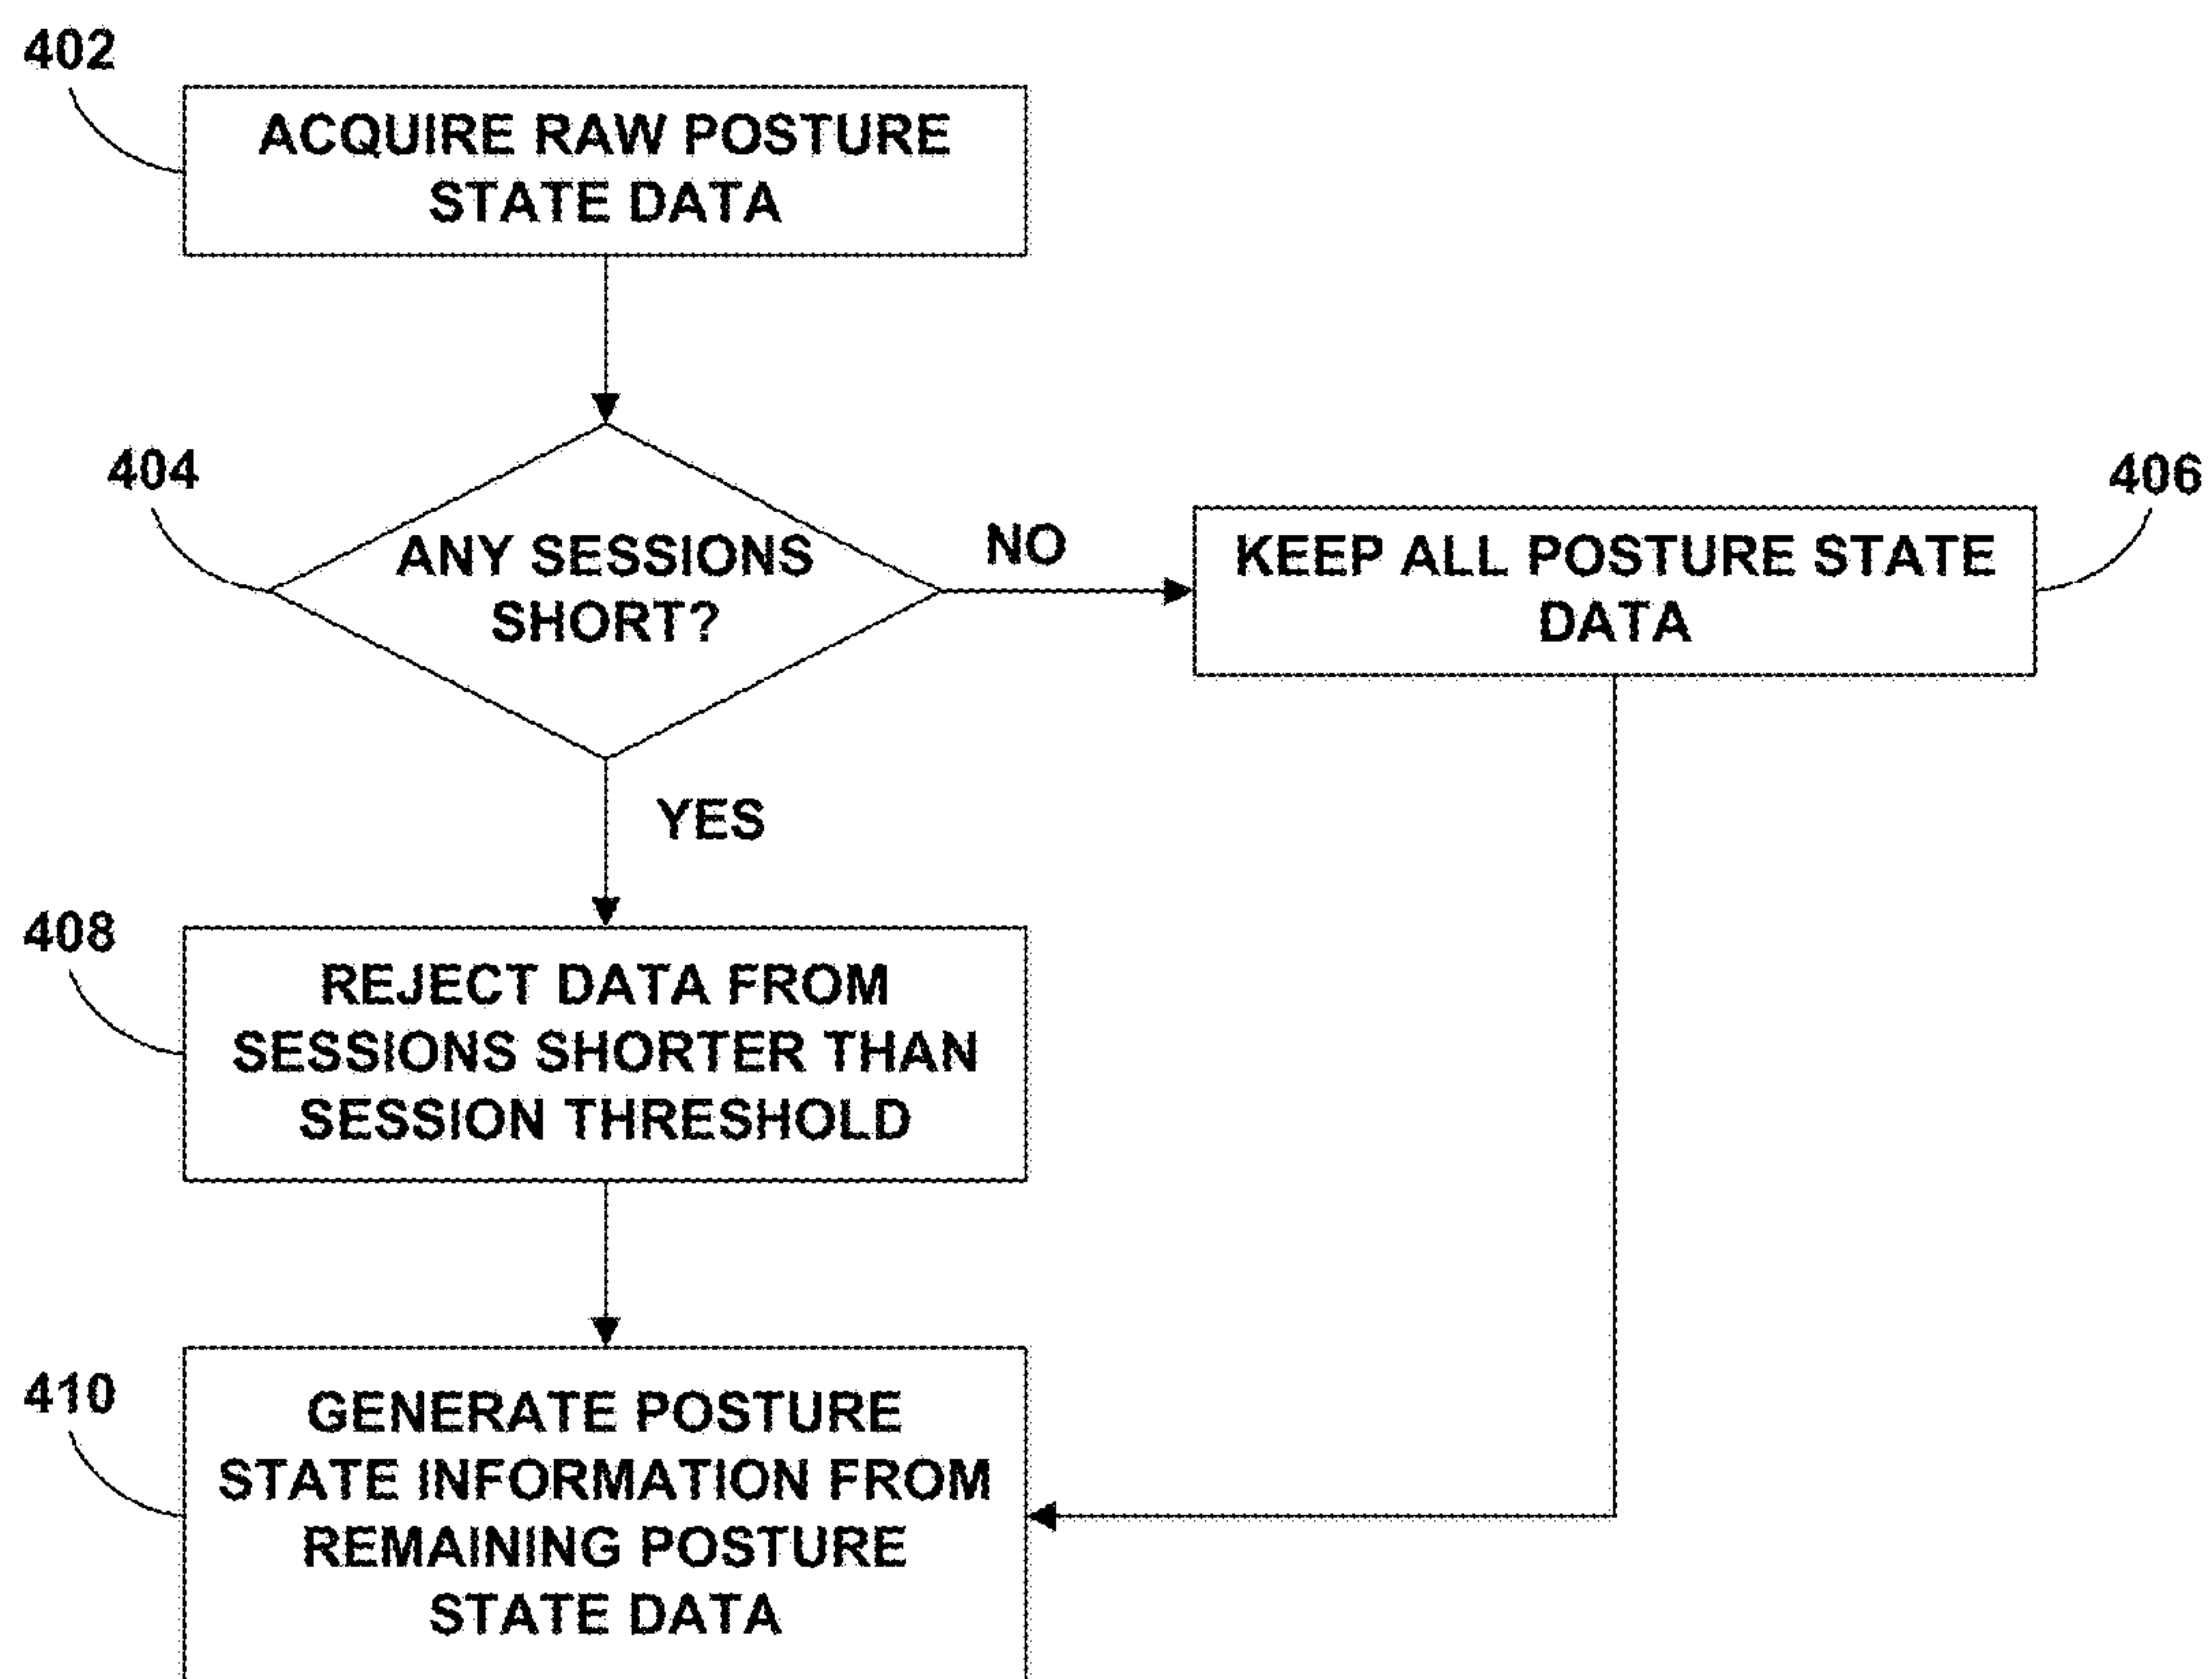 402
ACQUIRE RAW POSTURE
STATE DATA
404
ANY SESSIONS
SHORT?
NO
406
KEEP ALL POSTURE STATE
DATA
YES
408
REJECT DATA FROM
SESSIONS SHORTER THAN
SESSION THRESHOLD
410
GENERATE POSTURE
STATE INFORMATION FROM
REMAINING POSTURE
STATE DATA